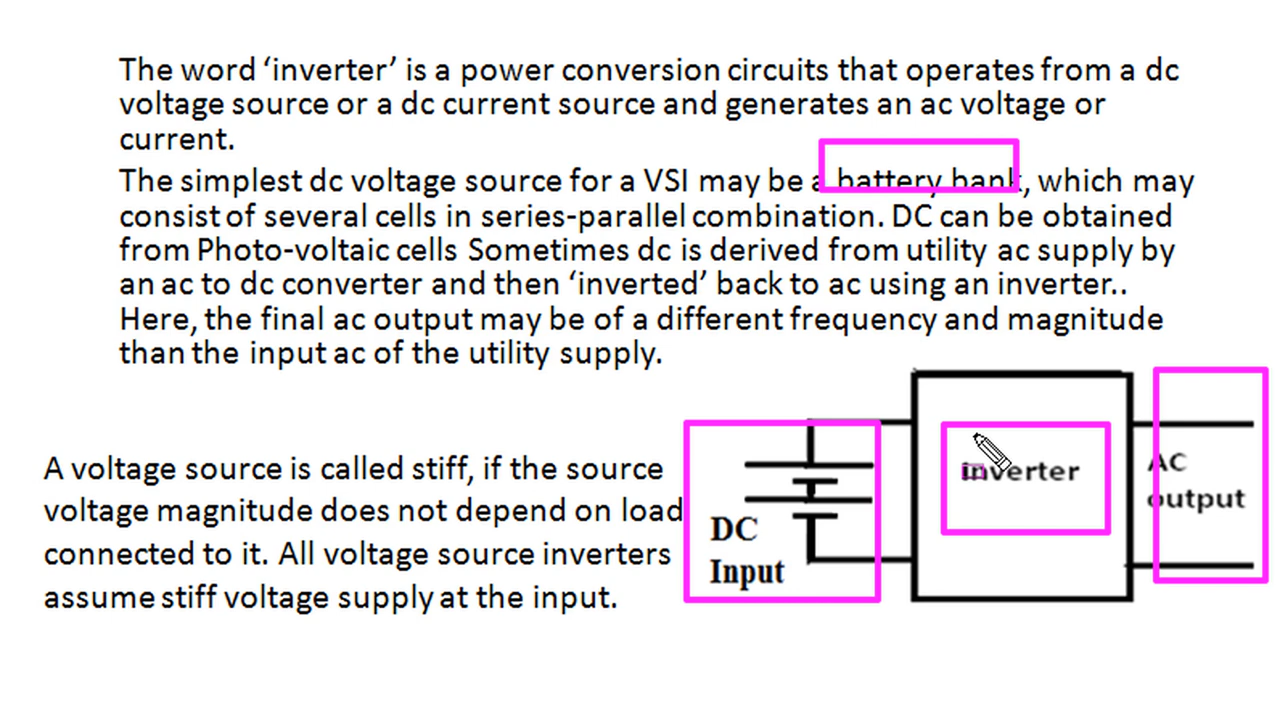 The word ‘inverter’ is a power conversion circuits that operates from a dc
voltage source or a dc current source and generates an ac voltage or
current.
The simplest dc voltage source for a VSI may be a battery bank, which may
consist of several cells in series-parallel combination. DC can be obtained
from Photo-voltaic cells Sometimes dc is derived from utility ac supply by
an ac to dc converter and then ‘inverted’ back to ac using an inverter..
Here, the final ac output may be of a different frequency and magnitude
than the input ac of the utility supply.
A voltage source is called stiff, if the source
voltage magnitude does not depend on load
connected to it. All voltage source inverters
assume stiff voltage supply at the input.
DC
Input
inverter
AC
output